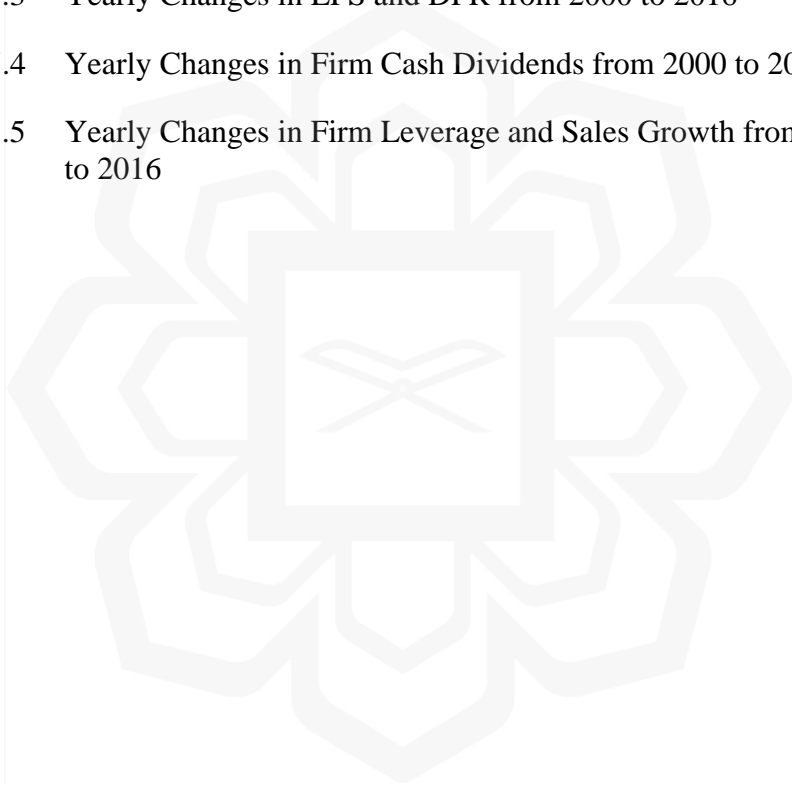 .3 Yearly Changes in EPS and DPR from 2000 to 2016
.4 Yearly Changes in Firm Cash Dividends from 2000 to 20
.5 Yearly Changes in Firm Leverage and Sales Growth from
to 2016